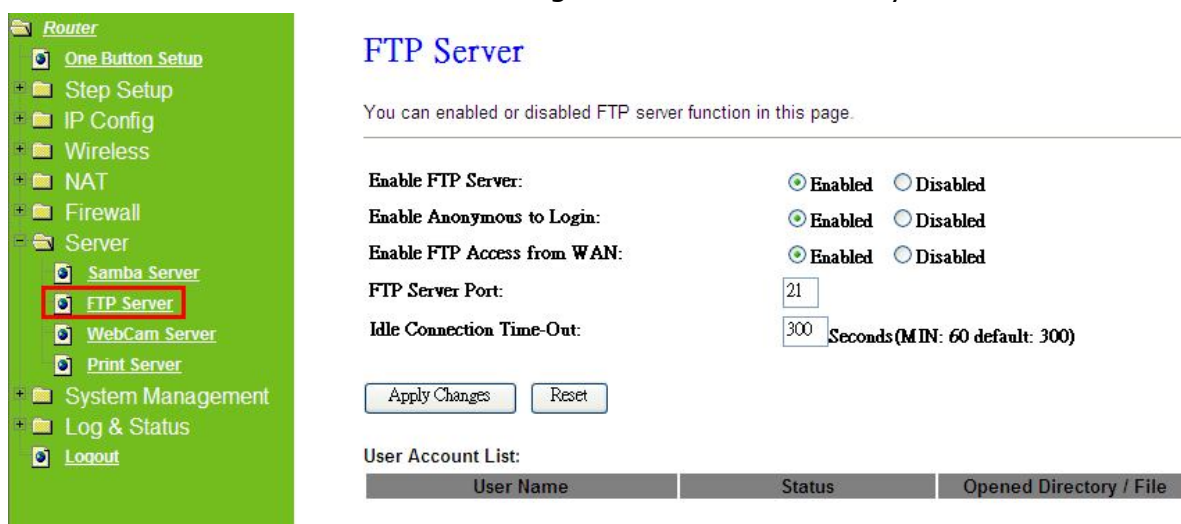 Router
One Button Setup
Step Setup
IP Config
Wireless
NAT
Firewall
Server
Samba Server
FTP Server
WebCam Server
Print Server
System Management
Log & Status
Logout
FTP Server
You can enabled or disabled FTP server function in this page.
Enable FTP Server: Enabled Disabled
Enable Anonymous to Login: Enabled Disabled
Enable FTP Access from WAN: Enabled Disabled
FTP Server Port: 21
Idle Connection Time-Out: 300 Seconds(MIN: 60 default: 300)
Apply Changes Reset
User Account List:
User Name Status Opened Directory / File